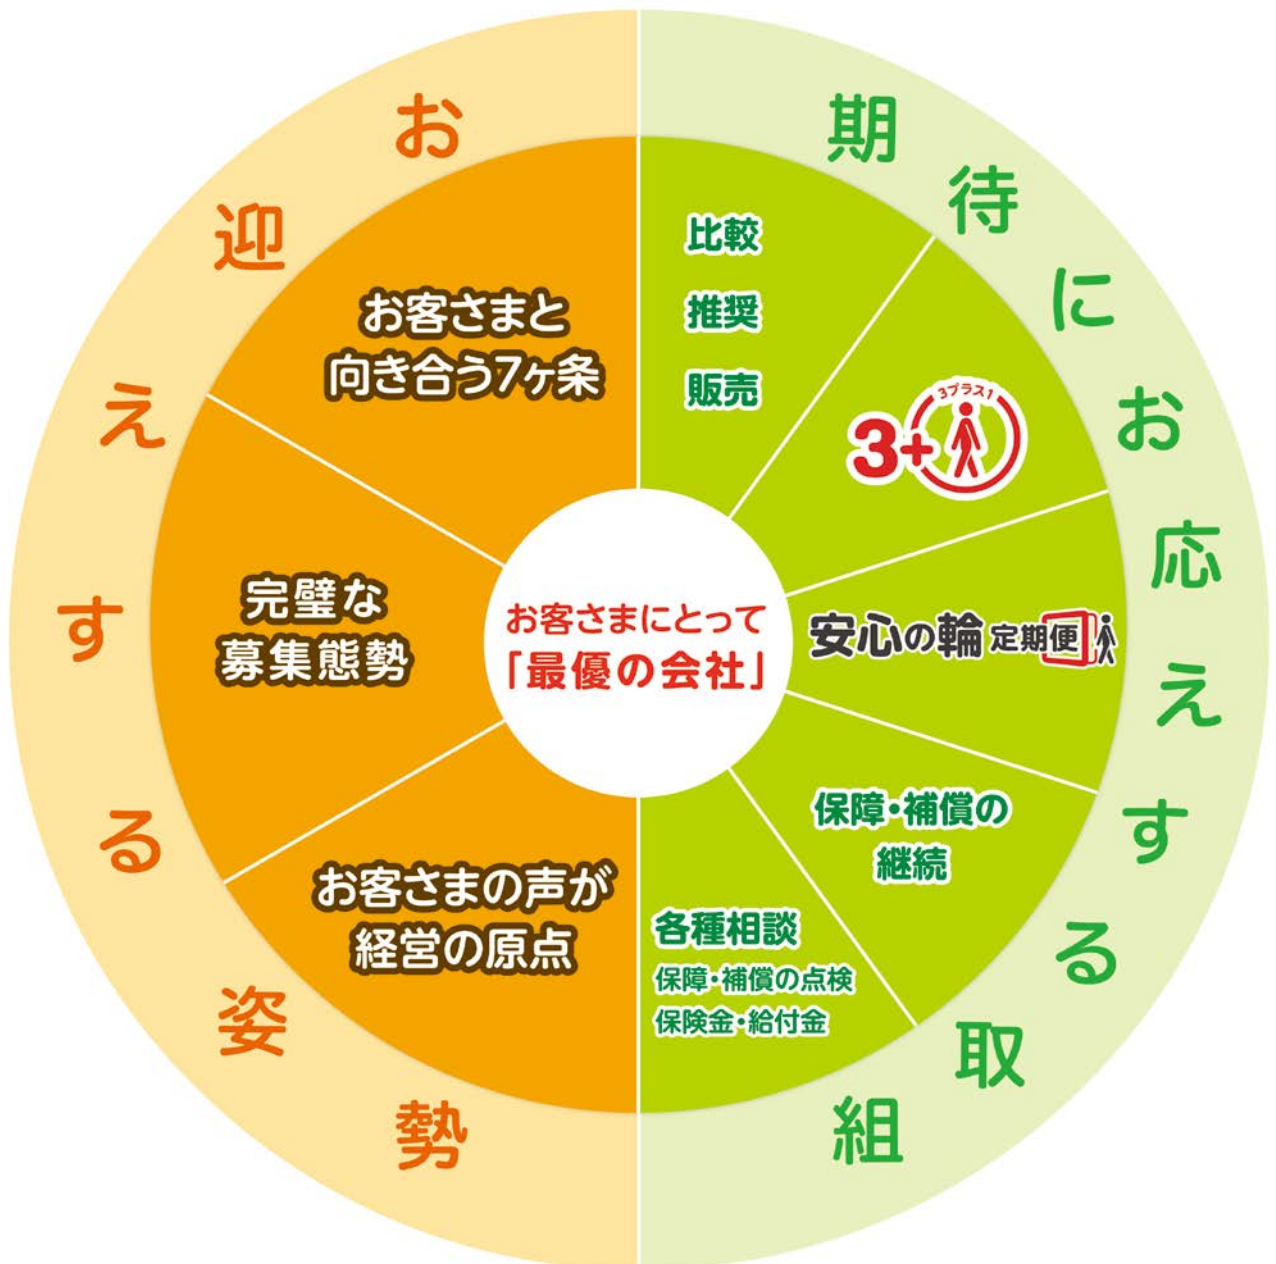 お迎えする姿勢
お客さまと
向き合う7ヶ条
完璧な
募集態勢
お客さまの声が
経営の原点
お客さまにとって
「最優の会社」
期待にお応えする取組
比較
推奨
販売
3プラス1
3+
安心の輪 定期便
保障・補償の
継続
各種相談
保障・補償の点検
保険金・給付金